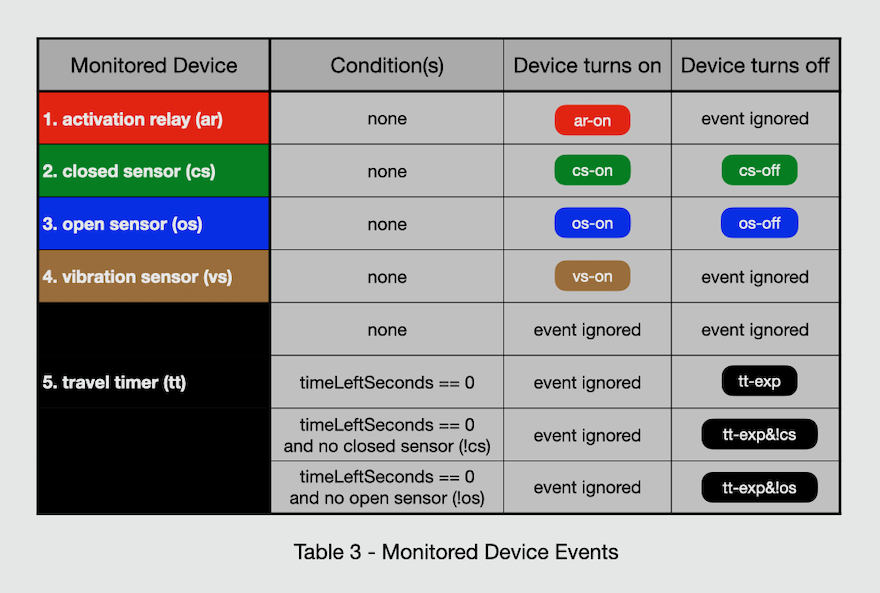 Monitored Device Condition(s) Device turns on Device turns off
1. activation relay (ar) none ar-on event ignored
2. closed sensor (cs) none cs-on cs-off
3. open sensor (os) none os-on os-off
4. vibration sensor (vs) none vs-on event ignored
none event ignored event ignored
5. travel timer (tt) timeLeftSeconds == 0 event ignored tt-exp
timeLeftSeconds == 0
and no closed sensor (!cs) event ignored tt-exp&!cs
timeLeftSeconds == 0
and no open sensor (!os) event ignored tt-exp&!os
Table 3 - Monitored Device Events